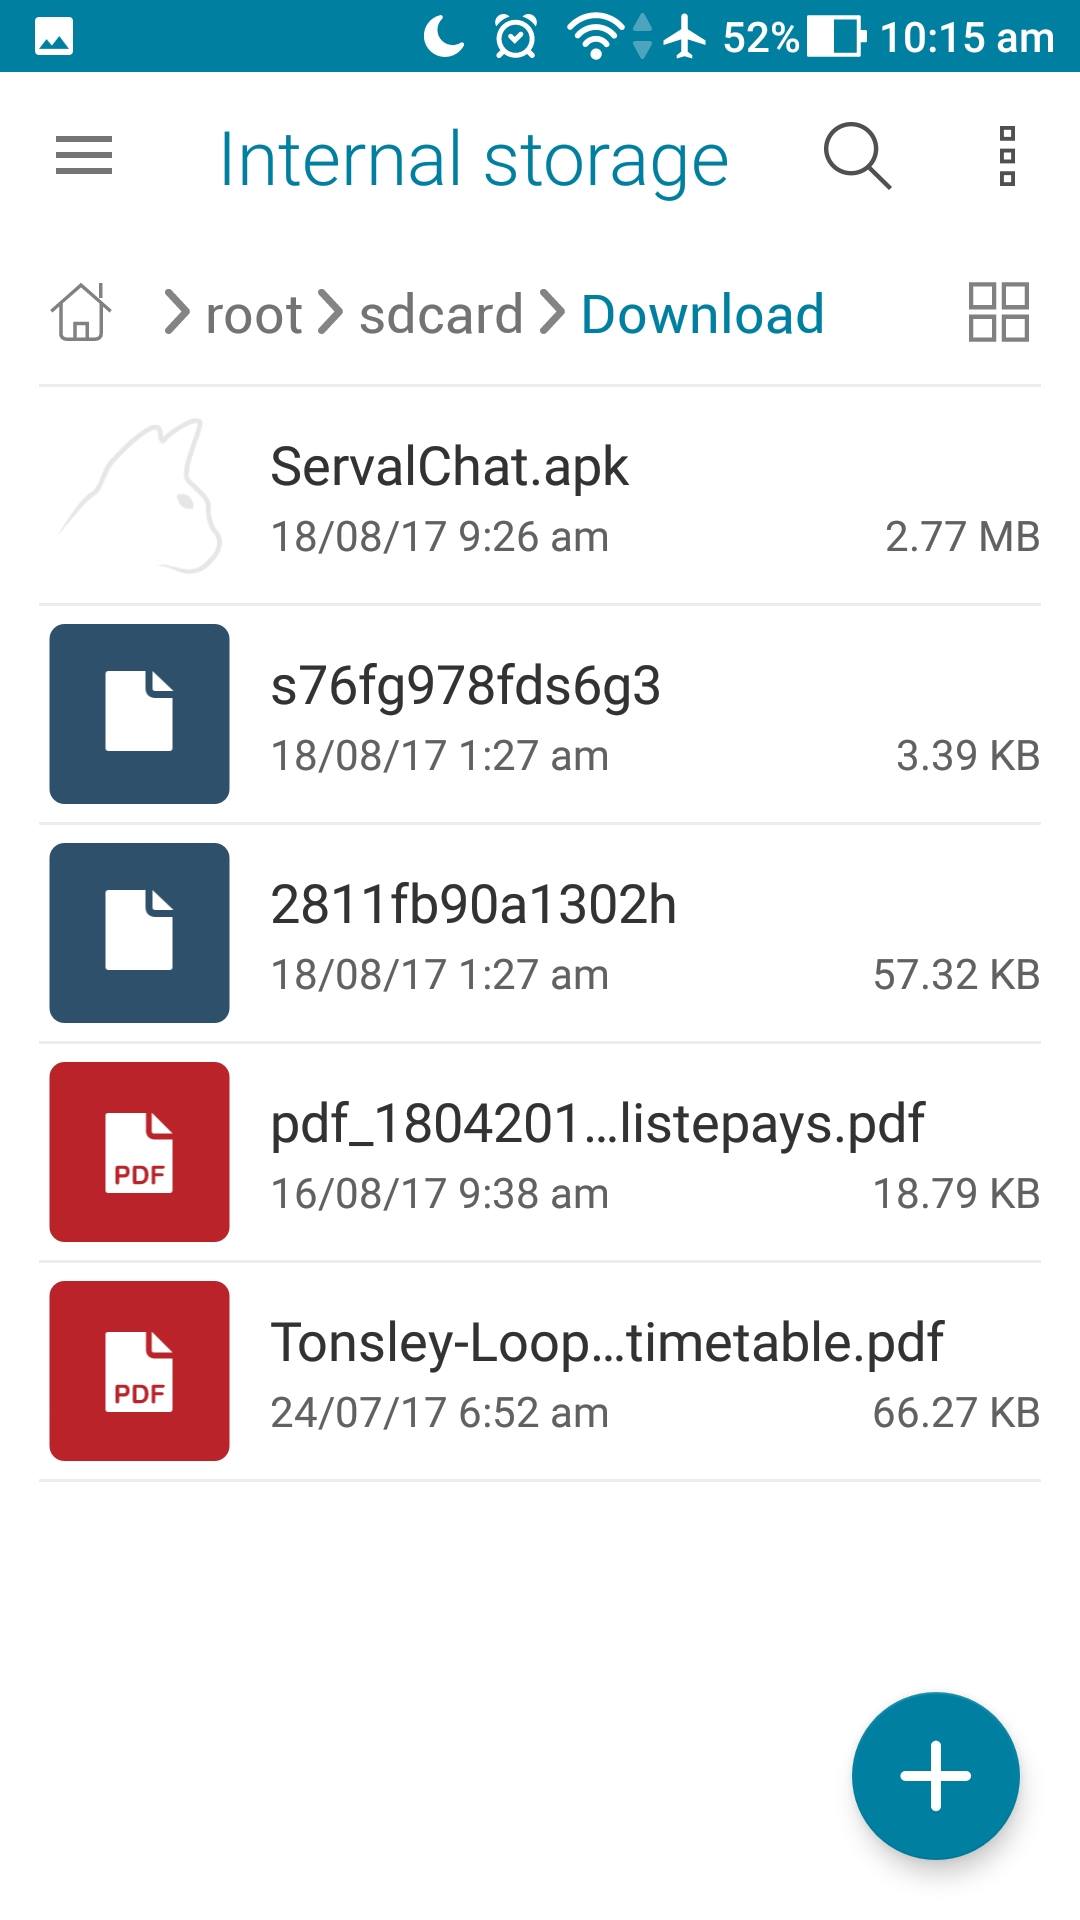 52% 10:15 am
Internal storage
root sdcard Download
ServalChat.apk
18/08/17 9:26 am 2.77 MB
s76fg978fds6g3
18/08/17 1:27 am 3.39 KB
2811fb90a1302h
18/08/17 1:27 am 57.32 KB
pdf_1804201...listepays.pdf
PDF
16/08/17 9:38 am 18.79 KB
Tonsley-Loop...timetable.pdf
PDF
24/07/17 6:52 am 66.27 KB